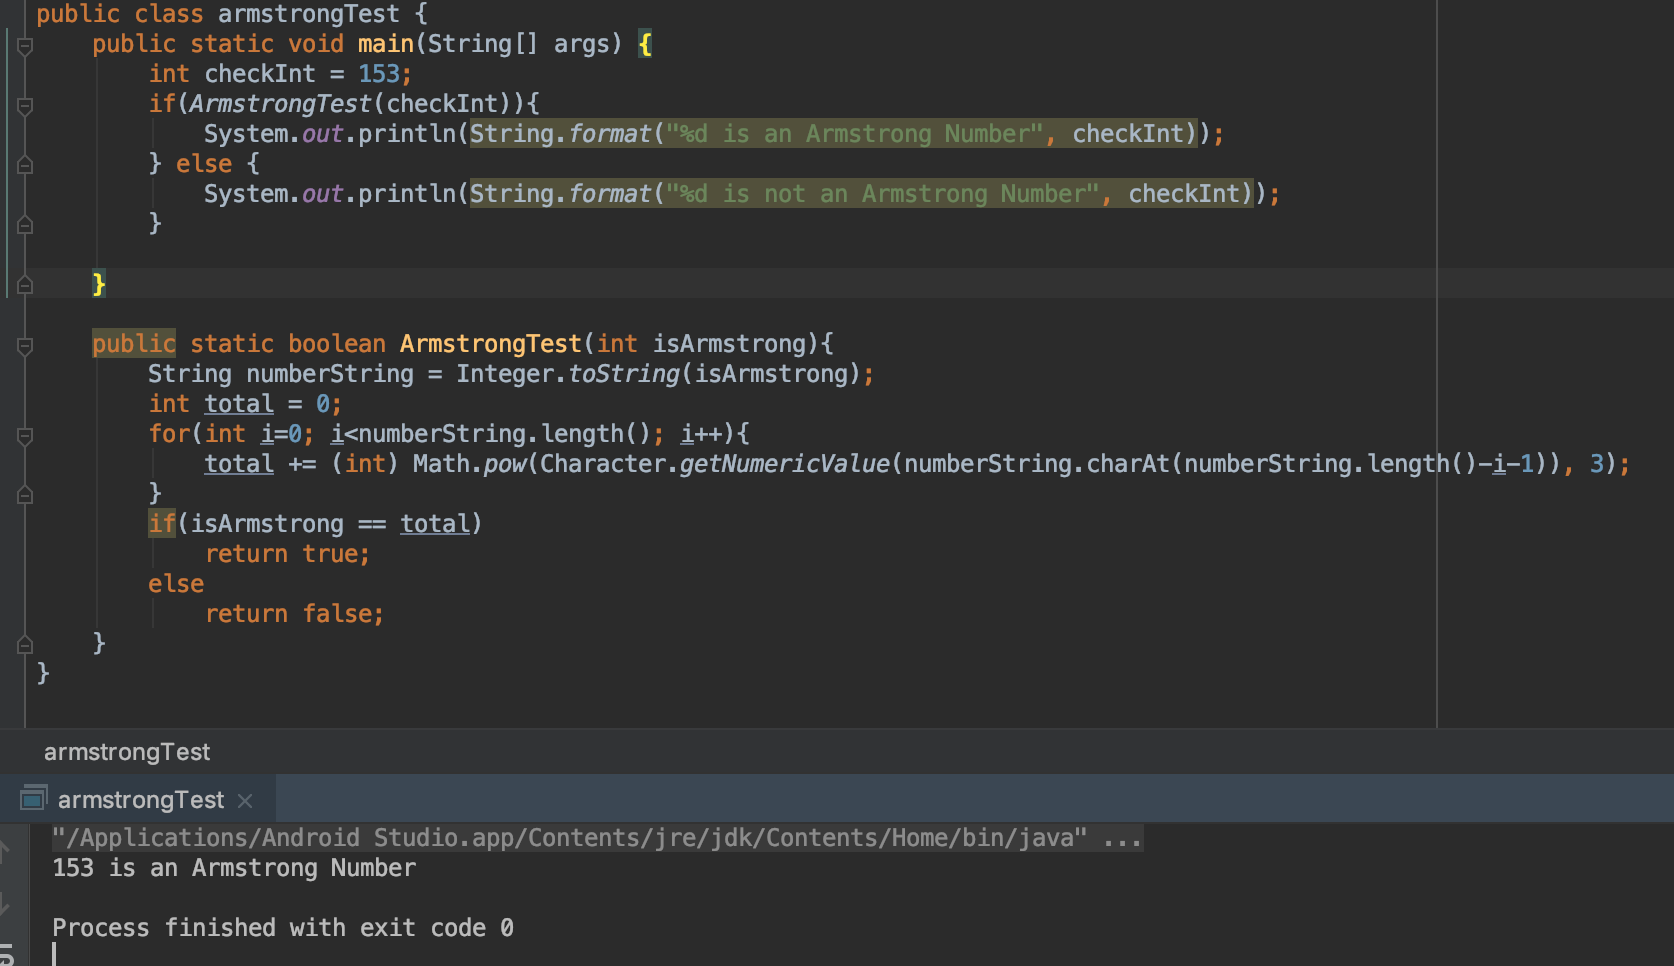 public class armstrongTest {
    public static void main(String[] args) {
        int checkInt = 153;
        if(ArmstrongTest(checkInt)){
            System.out.println(String.format("%d is an Armstrong Number", checkInt));
        } else {
            System.out.println(String.format("%d is not an Armstrong Number", checkInt));
        }
    }
    public static boolean ArmstrongTest(int isArmstrong){
        String numberString = Integer.toString(isArmstrong);
        int total = 0;
        for(int i=0; i<numberString.length(); i++){
            total += (int) Math.pow(Character.getNumericValue(numberString.charAt(numberString.length()-i-1)), 3);
        }
        if(isArmstrong == total)
            return true;
        else
            return false;
    }
}
armstrongTest
armstrongTest
"/Applications/Android Studio.app/Contents/jre/jdk/Contents/Home/bin/java" ...
153 is an Armstrong Number
Process finished with exit code 0